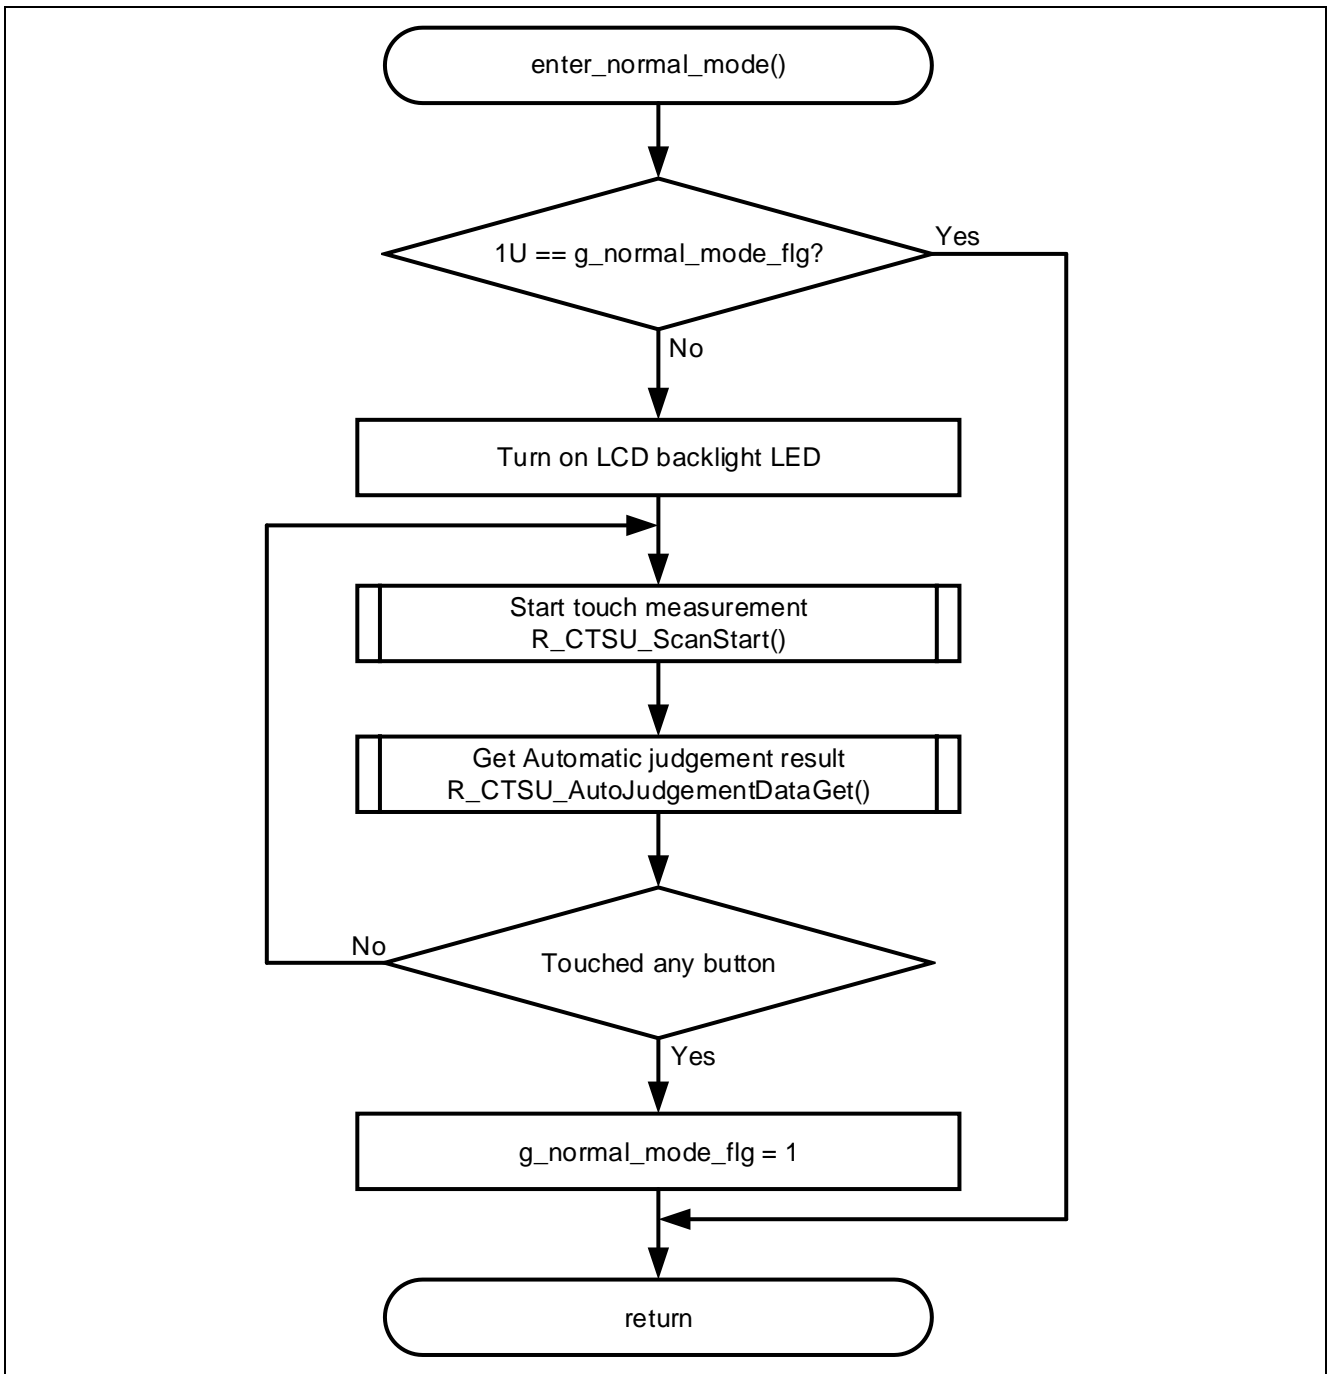 enter_normal_mode()
1U == g_normal_mode_flg?
Yes
No
Turn on LCD backlight LED
Start touch measurement
R_CTSU_ScanStart()
Get Automatic judgement result
R_CTSU_AutoJudgementDataGet()
No
Touched any button
Yes
g_normal_mode_flg = 1
return